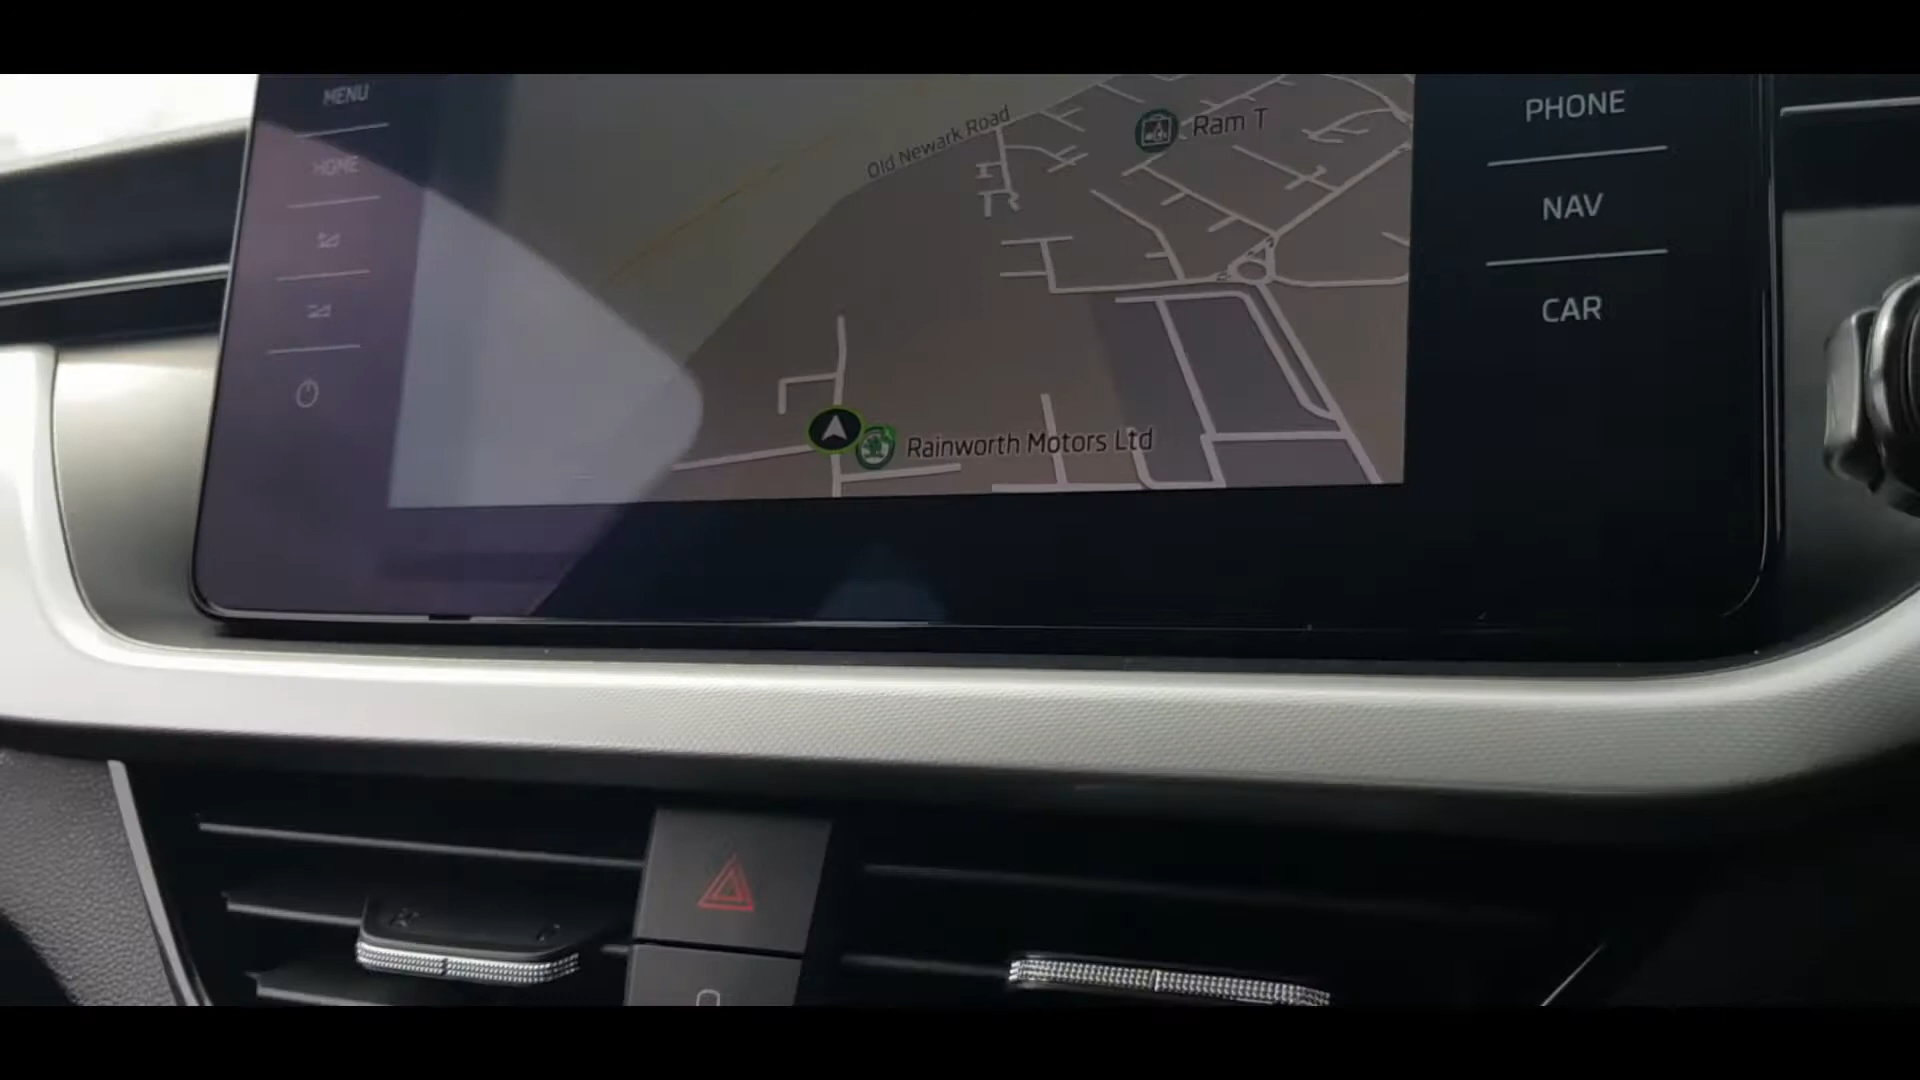 MENU
HOME
Old Newark Road
Ram T
Rainworth Motors Ltd
PHONE
NAV
CAR